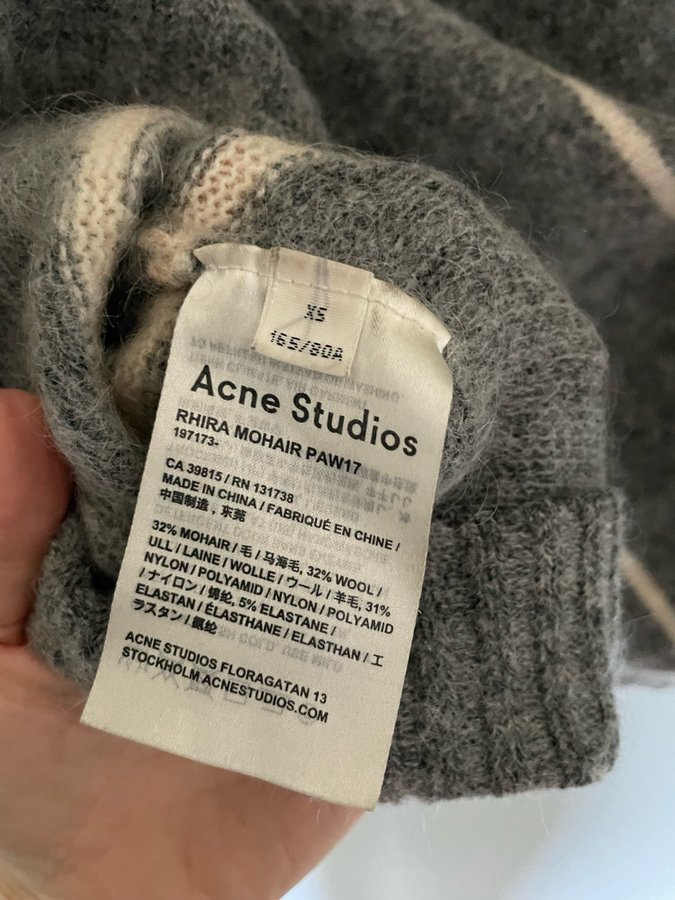 XS
165/80A
Acne Studios
RHIRA MOHAIR PAW17
197173-
CA 39815 / RN 131738
MADE IN CHINA / FABRIQUÉ EN CHINE /
中国制造，东莞
32% MOHAIR / 毛 / 马海毛, 32% WOOL /
ULL / LAINE / WOLLE / ウール / 羊毛, 31%
NYLON / POLYAMID / NYLON / POLYAMID
/ ナイロン / 锦纶, 5% ELASTANE /
ELASTAN / ÉLASTHANE / ELASTHAN / エ
ラスタン / 氨纶
ACNE STUDIOS FLORAGATAN 13
STOCKHOLM ACNESTUDIOS.COM